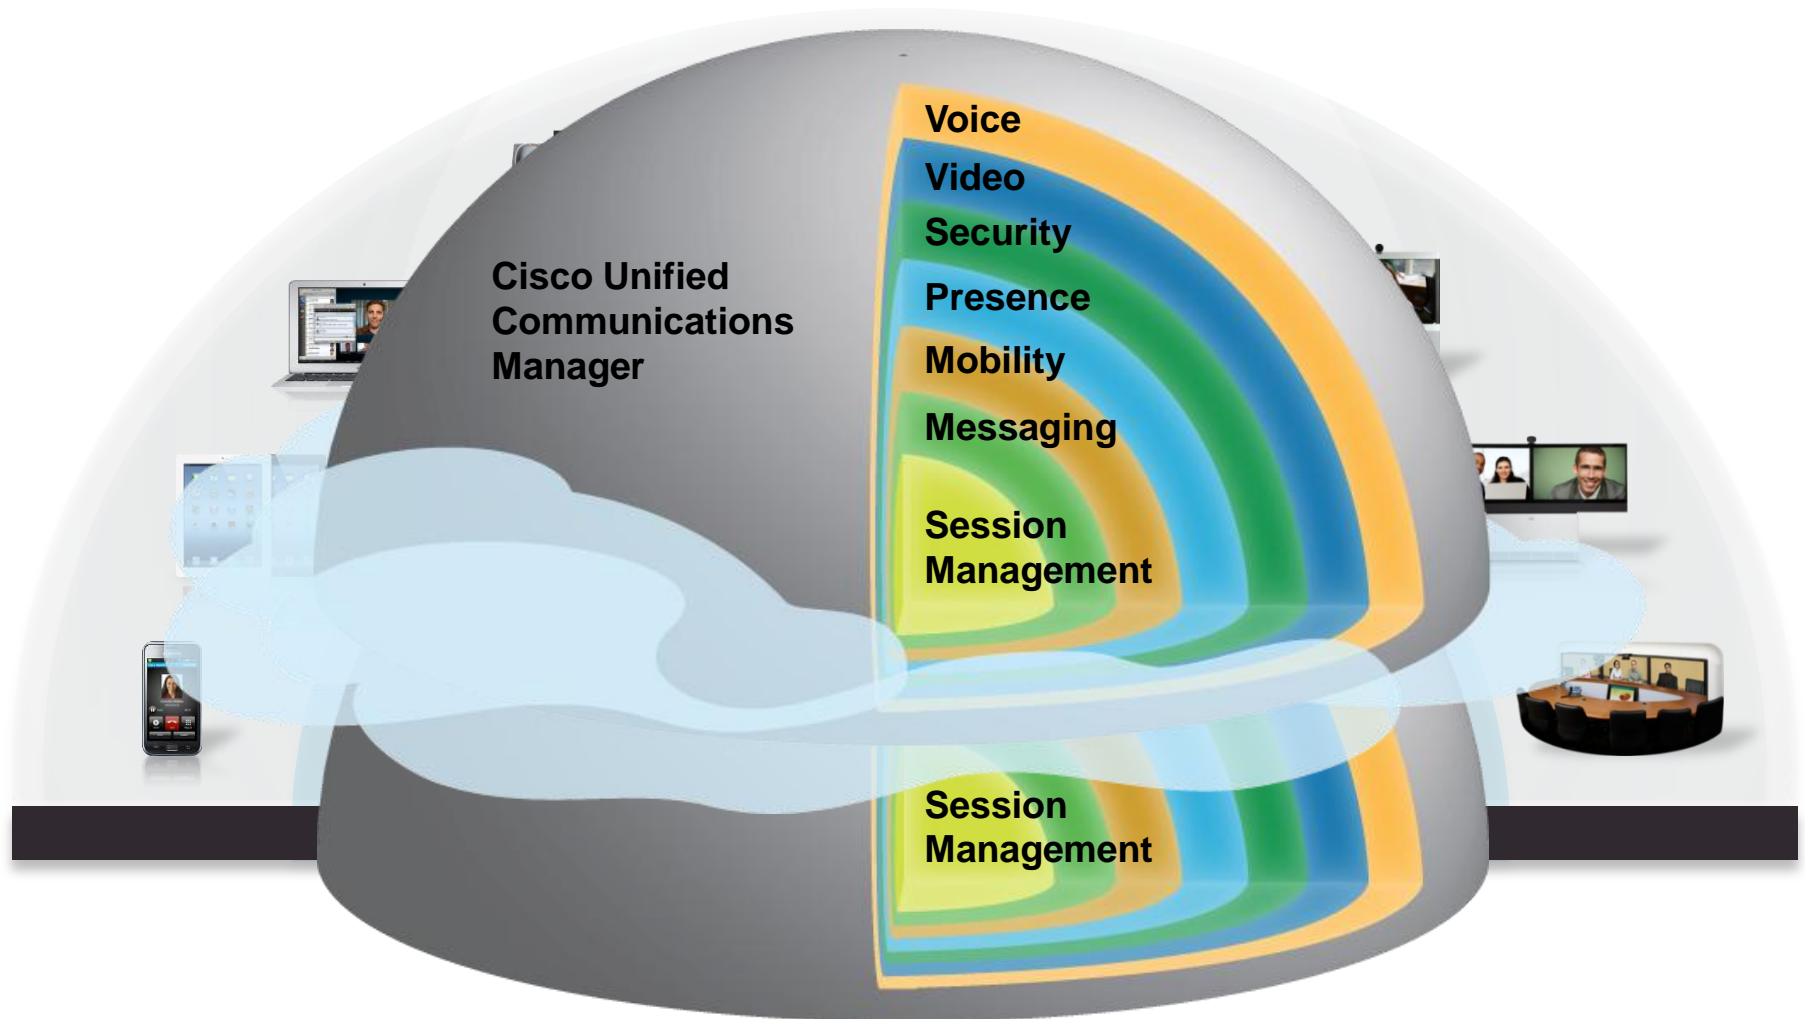 Voice
Video
Security
Cisco Unified
Communications
Manager
Presence
Mobility
Messaging
Session
Management
Session
Management